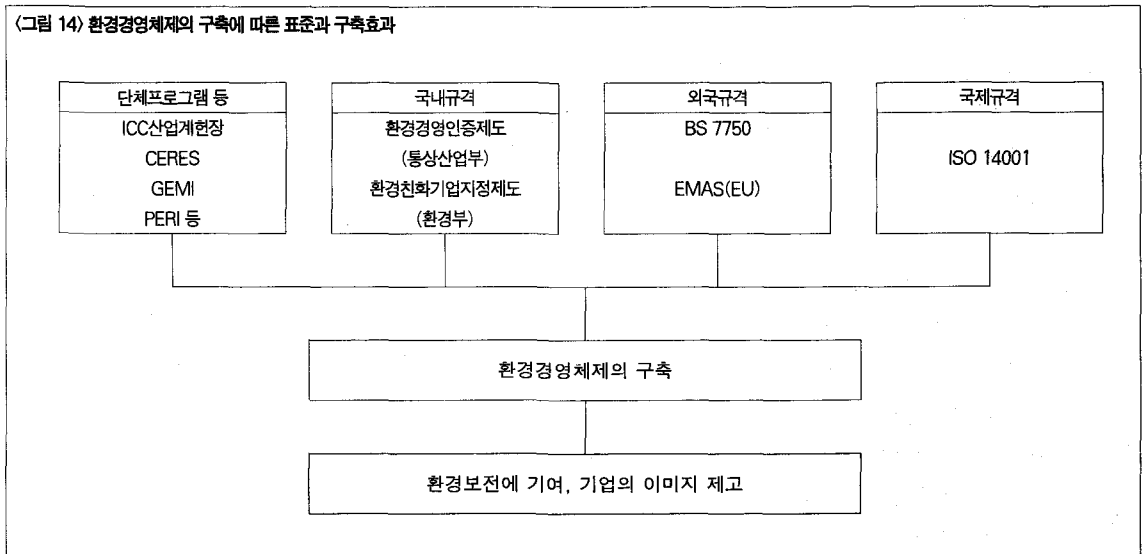 〈그림 14〉 환경경영체제의 구축에 따른 표준과 구축효과
단체프로그램 등
ICC산업계헌장
CERES
GEMI
PERI 등
국내규격
환경경영인증제도
(통상산업부)
환경친화기업지정제도
(환경부)
외국규격
BS 7750
EMAS(EU)
국제규격
ISO 14001
환경경영체제의 구축
환경보전에 기여, 기업의 이미지 제고